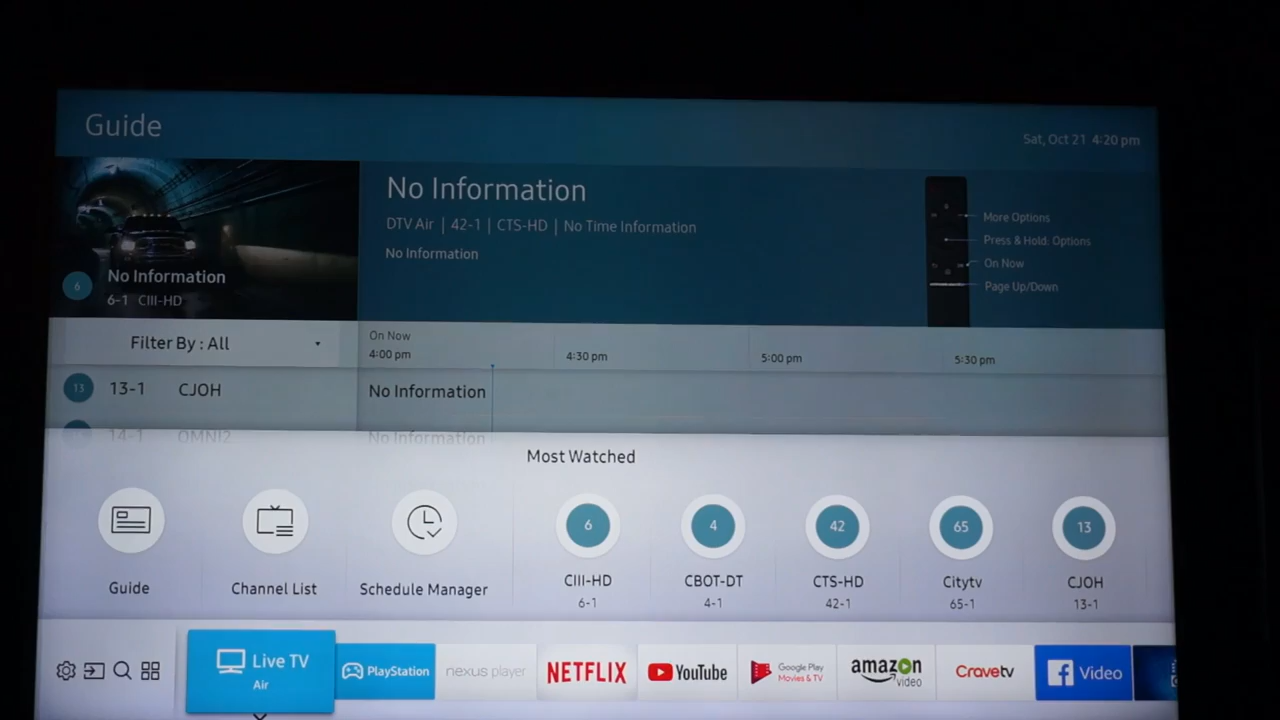 Guide
Sat, Oct 21 4:20 pm
No Information
DTV Air | 42-1 | CTS-HD | No Time Information
No Information
6
No Information
6-1 CIII-HD
More Options
Press & Hold: Options
On Now
Page Up/Down
Filter By : All
On Now
4:00 pm
4:30 pm
5:00 pm
5:30 pm
13 13-1 CJOH
No Information
14-1 OMNI2
No Information
Most Watched
Guide
Channel List
Schedule Manager
6
CIII-HD
6-1
4
CBOT-DT
4-1
42
CTS-HD
42-1
65
Citytv
65-1
13
CJOH
13-1
Live TV
Air
PlayStation
nexus player
NETFLIX
YouTube
Google Play
Movies & TV
amazon
video
Cravetv
f Video